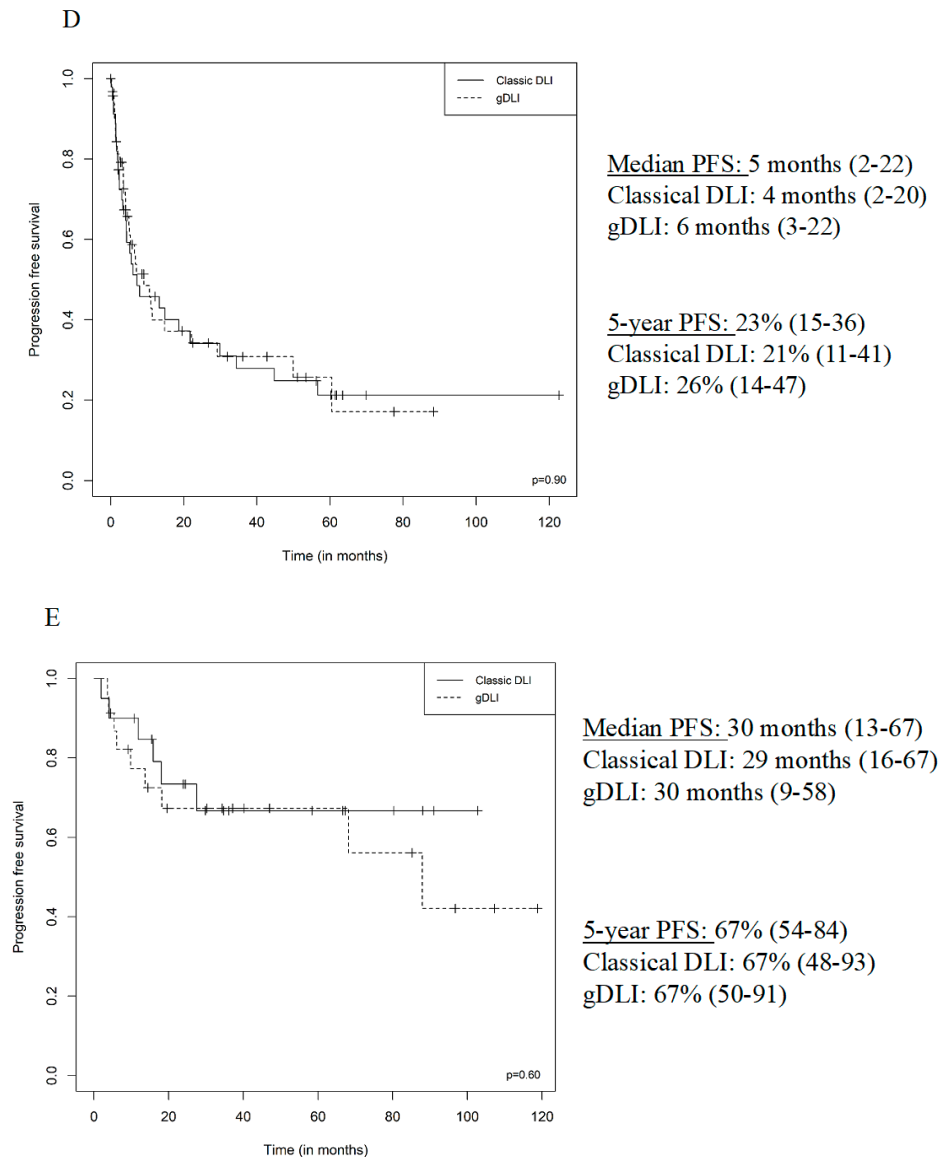 D
Classic DLI
gDLI
1.0
0.8
0.6
0.4
0.2
0.0
Progression free survival
p=0.90
0 20 40 60 80 100 120
Time (in months)
Median PFS: 5 months (2-22)
Classical DLI: 4 months (2-20)
gDLI: 6 months (3-22)
5-year PFS: 23% (15-36)
Classical DLI: 21% (11-41)
gDLI: 26% (14-47)
E
Classic DLI
gDLI
1.0
0.8
0.6
0.4
0.2
0.0
Progression free survival
p=0.60
0 20 40 60 80 100 120
Time (in months)
Median PFS: 30 months (13-67)
Classical DLI: 29 months (16-67)
gDLI: 30 months (9-58)
5-year PFS: 67% (54-84)
Classical DLI: 67% (48-93)
gDLI: 67% (50-91)